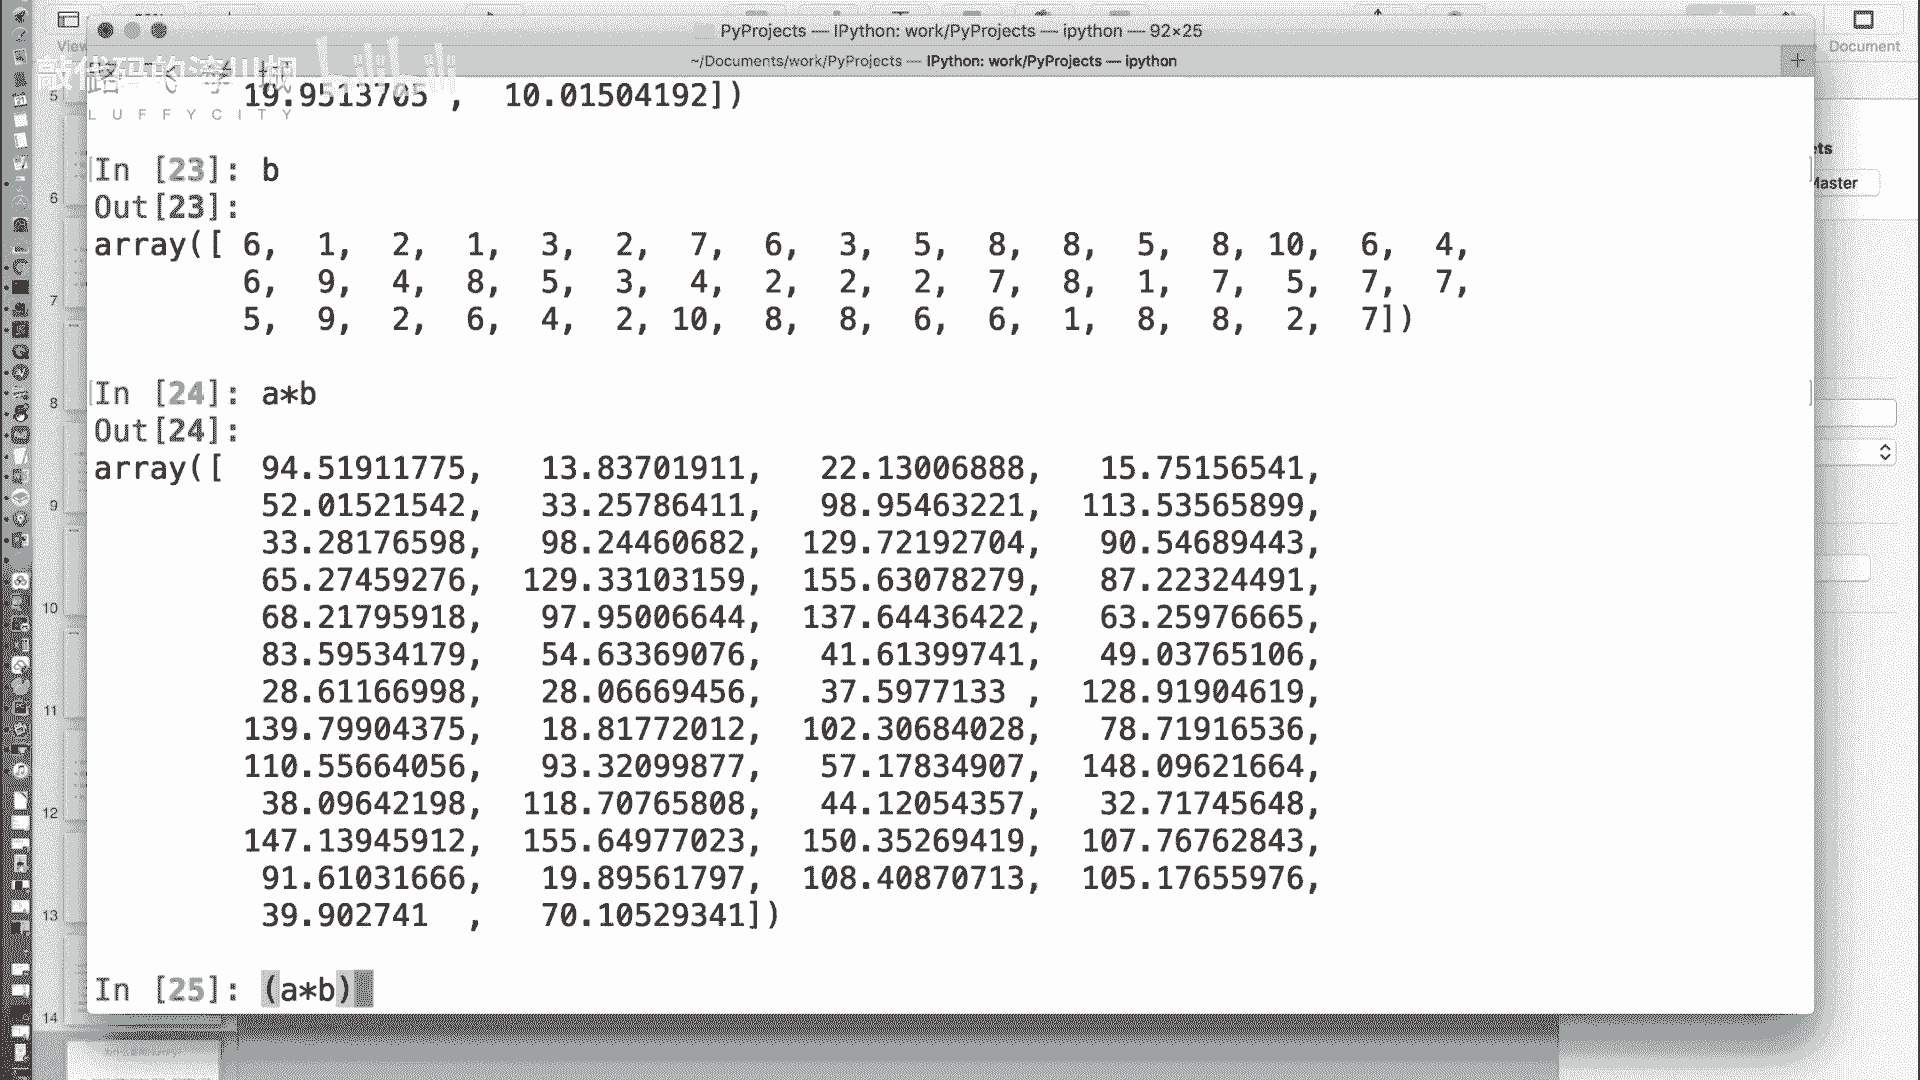 PyProjects — IPython: work/PyProjects — ipython — 92×25
View
Document
~/Documents/work/PyProjects — IPython: work/PyProjects — ipython
+
敲代码的
LUFFYCITY
19.9513705 ,  10.01504192])
In [23]: b
Out[23]:
array([ 6,  1,  2,  1,  3,  2,  7,  6,  3,  5,  8,  8,  5,  8, 10,  6,  4,
6,  9,  4,  8,  5,  3,  4,  2,  2,  2,  7,  8,  1,  7,  5,  7,  7,
5,  9,  2,  6,  4,  2, 10,  8,  8,  6,  6,  1,  8,  8,  2,  7])
In [24]: a*b
Out[24]:
array([  94.51911775,   13.83701911,   22.13006888,   15.75156541,
52.01521542,   33.25786411,   98.95463221,  113.53565899,
33.28176598,   98.24460682,  129.72192704,   90.54689443,
65.27459276,  129.33103159,  155.63078279,   87.22324491,
68.21795918,   97.95006644,  137.64436422,   63.25976665,
83.59534179,   54.63369076,   41.61399741,   49.03765106,
28.61166998,   28.06669456,   37.5977133 ,  128.91904619,
139.79904375,   18.81772012,  102.30684028,   78.71916536,
110.55664056,   93.32099877,   57.17834907,  148.09621664,
38.09642198,  118.70765808,   44.12054357,   32.71745648,
147.13945912,  155.64977023,  150.35269419,  107.76762843,
91.61031666,   19.89561797,  108.40870713,  105.17655976,
39.902741  ,   70.10529341])
In [25]: (a*b)
5
6
7
8
9
10
11
12
13
14
ets
Master